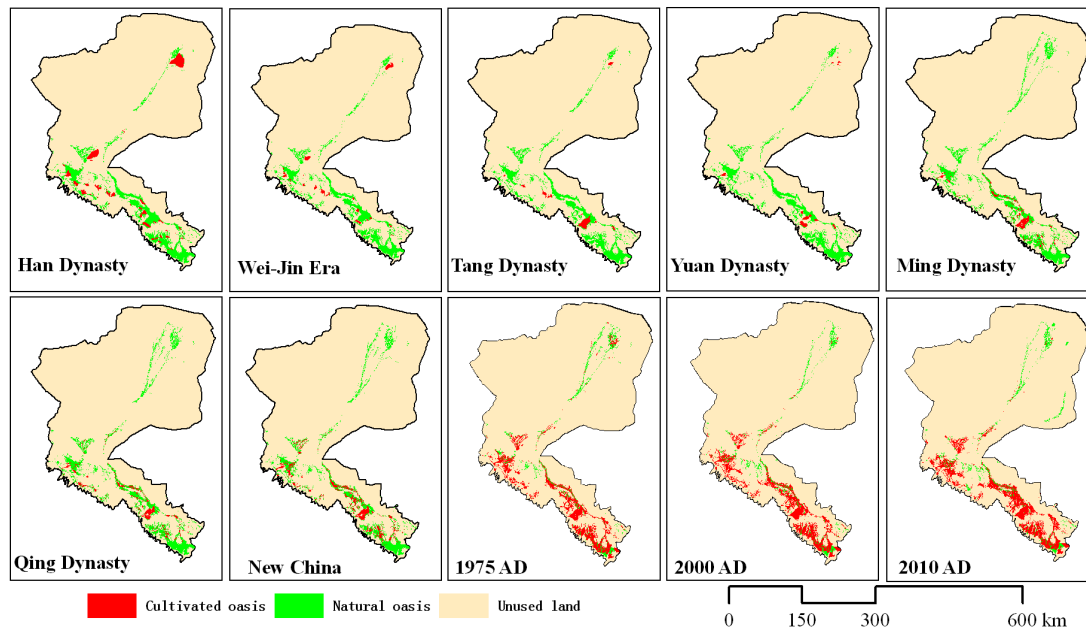 Han Dynasty
Wei-Jin Era
Tang Dynasty
Yuan Dynasty
Ming Dynasty
Qing Dynasty
New China
1975 AD
2000 AD
2010 AD
Cultivated oasis
Natural oasis
Unused land
0 150 300 600 km